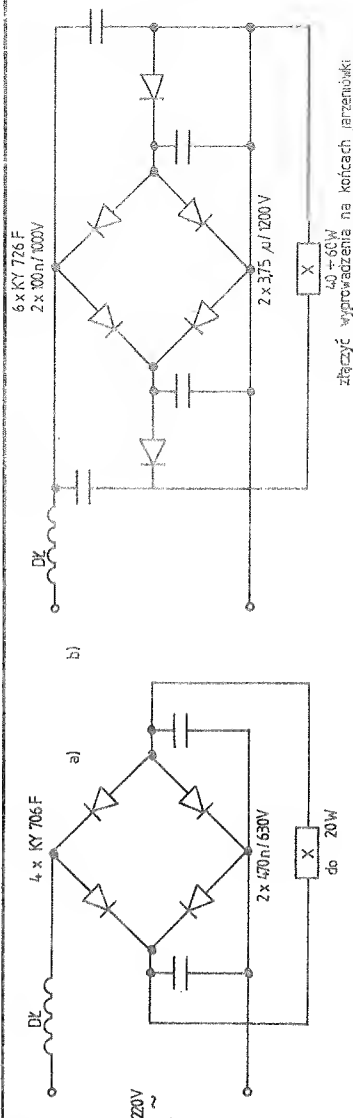 a)
220V
~
DŁ
4 x KY 706 F
2 x 470n/630V
X
do 20W
b)
DŁ
6 x KY 726 F
2 x 100n/1000V
2 x 3,75 µ/1200V
X
40 ÷ 60W
złączyć wyprowadzenia na końcach jarzeniówki